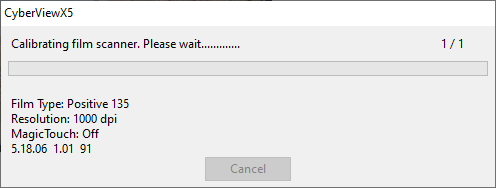 CyberViewX5
Calibrating film scanner. Please wait............. 1 / 1
Film Type: Positive 135
Resolution: 1000 dpi
MagicTouch: Off
5.18.06 1.01 91
Cancel